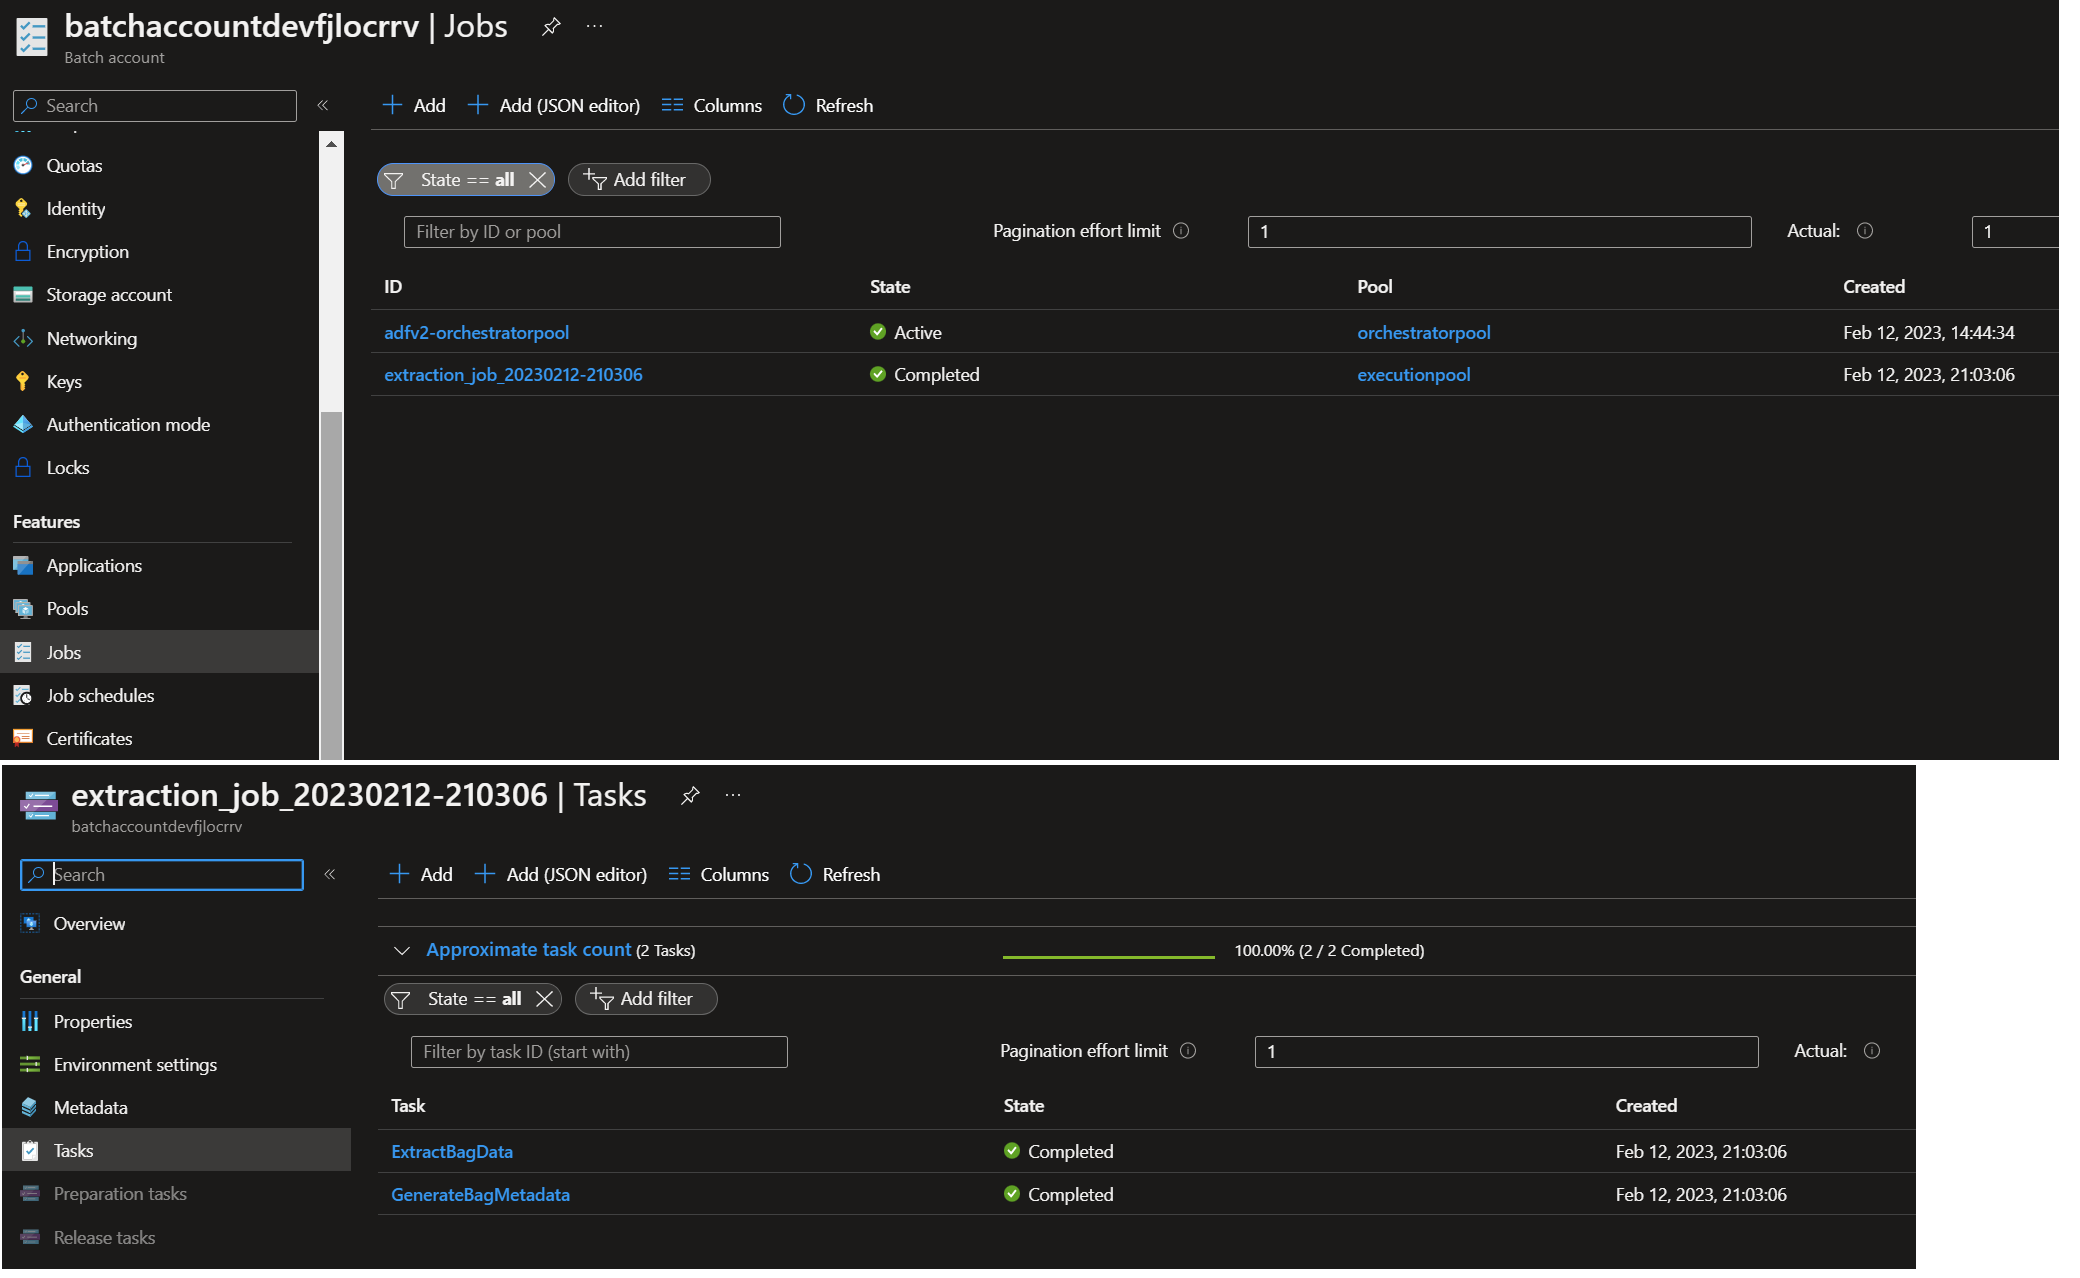 batchaccountdevfjlocrrv | Jobs
Batch account
Search
Add
Add (JSON editor)
Columns
Refresh
Quotas
Identity
Encryption
Storage account
Networking
Keys
Authentication mode
Locks
Features
Applications
Pools
Jobs
Job schedules
Certificates
State == all
Add filter
Filter by ID or pool
Pagination effort limit
1
Actual:
1
ID State Pool Created
adfv2-orchestratorpool Active orchestratorpool Feb 12, 2023, 14:44:34
extraction_job_20230212-210306 Completed executionpool Feb 12, 2023, 21:03:06
extraction_job_20230212-210306 | Tasks
batchaccountdevfjlocrrv
Search
Add
Add (JSON editor)
Columns
Refresh
Overview
General
Properties
Environment settings
Metadata
Tasks
Preparation tasks
Release tasks
Approximate task count (2 Tasks)
100.00% (2 / 2 Completed)
State == all
Add filter
Filter by task ID (start with)
Pagination effort limit
1
Actual:
Task State Created
ExtractBagData Completed Feb 12, 2023, 21:03:06
GenerateBagMetadata Completed Feb 12, 2023, 21:03:06